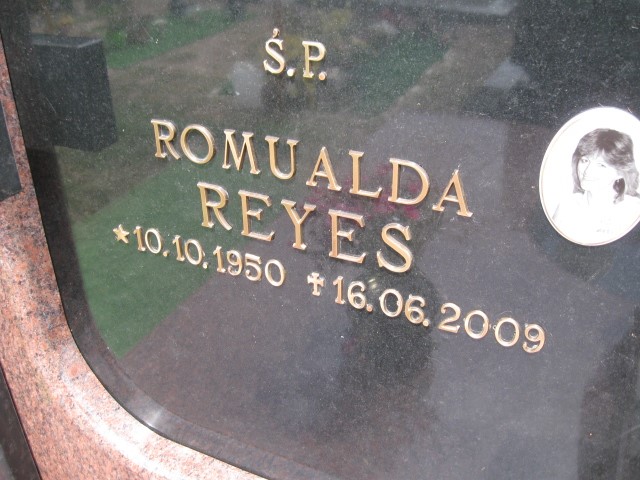 Ś.P.
ROMUALDA
REYES
*10.10.1950 ✝16.06.2009